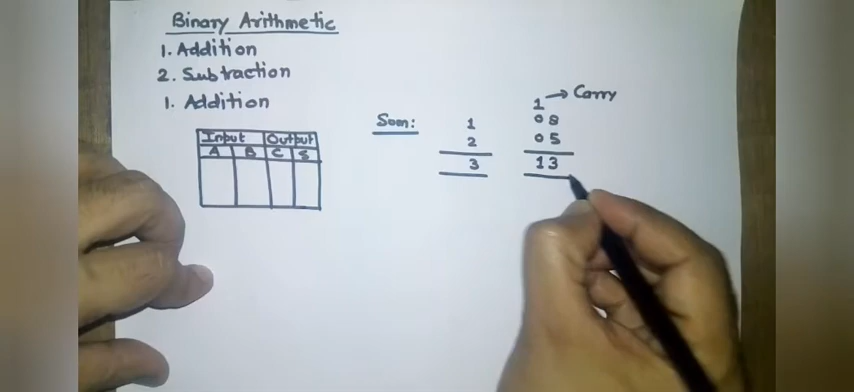 Binary Arithmetic
1. Addition
2. Subtraction
1. Addition
Input Output
A B C S
Sum:
1
2
3
1 → Carry
08
05
13